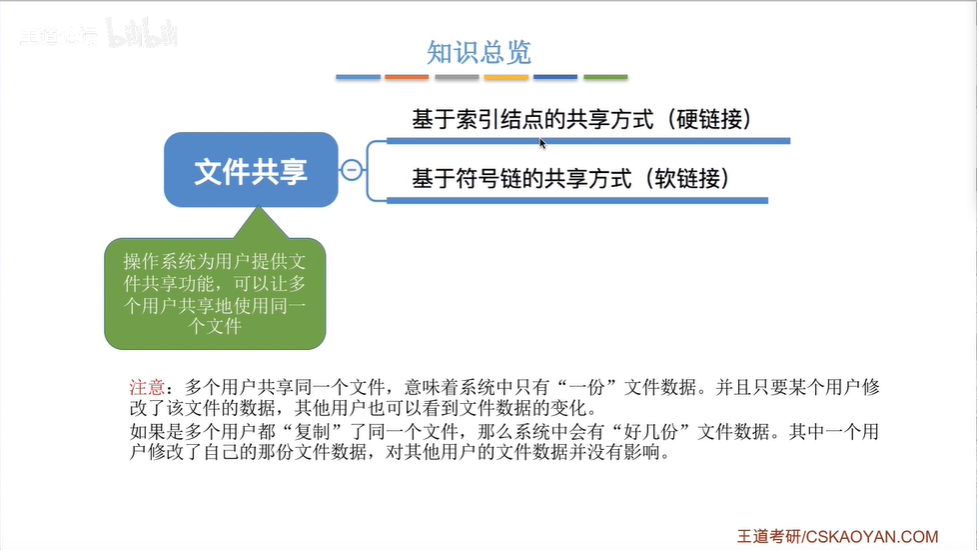 王道考研 bilibili
知识总览
基于索引结点的共享方式（硬链接）
文件共享
基于符号链的共享方式（软链接）
操作系统为用户提供文
件共享功能，可以让多
个用户共享地使用同一
个文件
注意：多个用户共享同一个文件，意味着系统中只有“一份”文件数据。并且只要某个用户修
改了该文件的数据，其他用户也可以看到文件数据的变化。
如果是多个用户都“复制”了同一个文件，那么系统中会有“好几份”文件数据。其中一个用
户修改了自己的那份文件数据，对其他用户的文件数据并没有影响。
王道考研/CSKAOYAN.COM